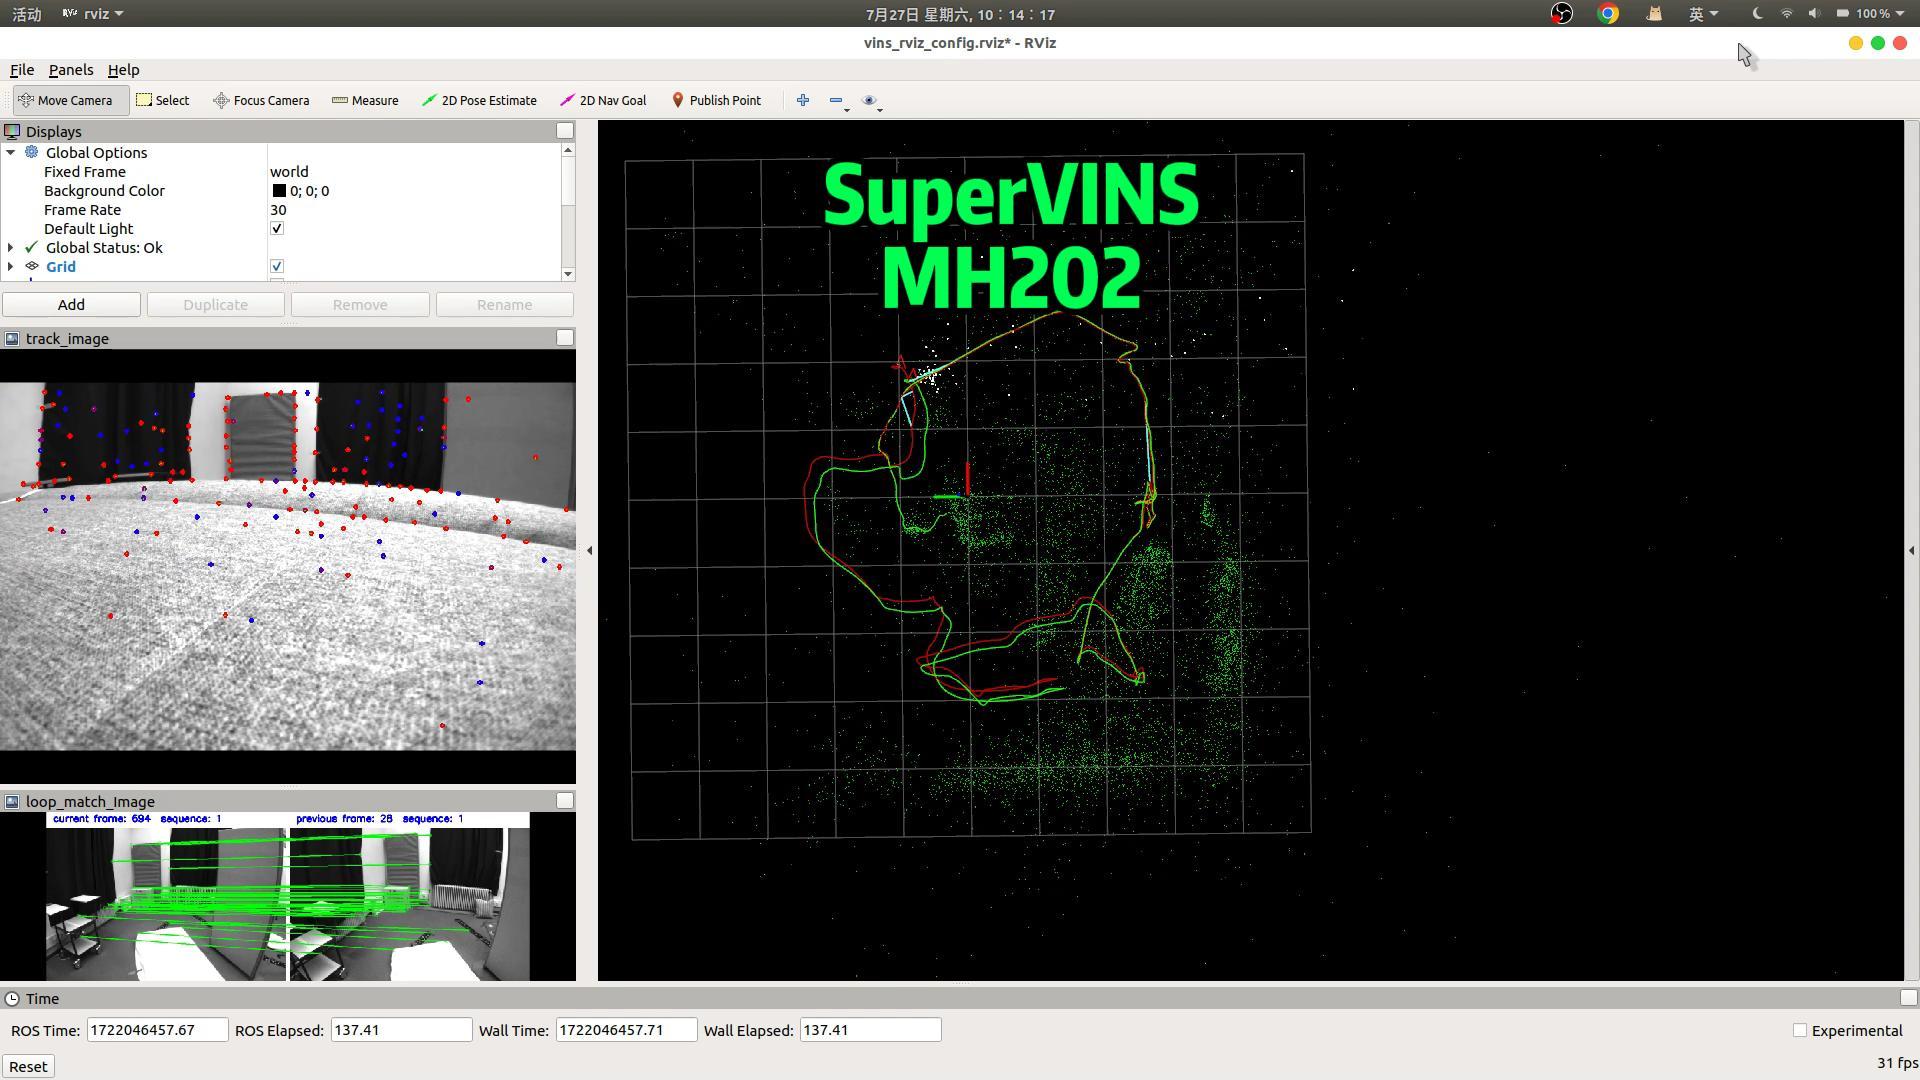 活动 rviz 7月27日 星期六, 10：14：17 英 100 %
vins_rviz_config.rviz* - RViz
File Panels Help
Move Camera Select Focus Camera Measure 2D Pose Estimate 2D Nav Goal Publish Point
Displays
Global Options
Fixed Frame world
Background Color 0; 0; 0
Frame Rate 30
Default Light
Global Status: Ok
Grid
Add Duplicate Remove Rename
track_image
loop_match_Image
current frame: 694 sequence: 1 previous frame: 28 sequence: 1
SuperVINS
MH202
Time
ROS Time: 1722046457.67 ROS Elapsed: 137.41 Wall Time: 1722046457.71 Wall Elapsed: 137.41 Experimental
Reset 31 fps